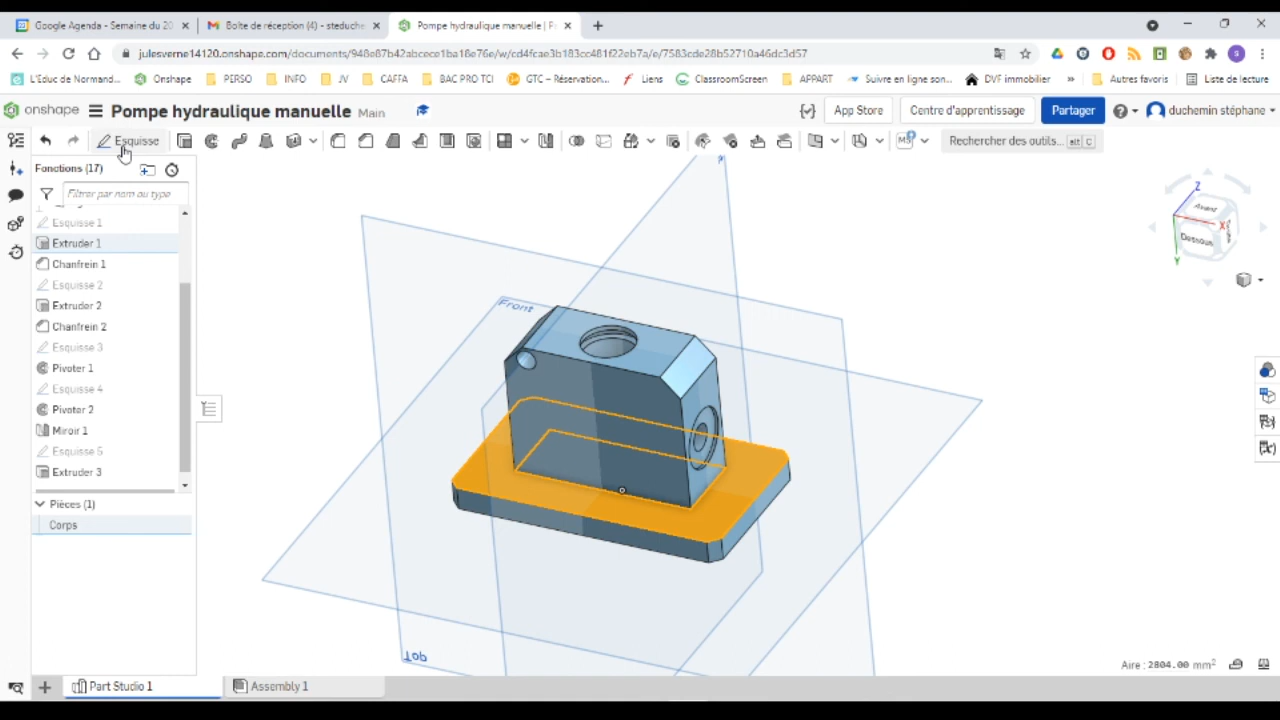 Google Agenda - Semaine du 20
Boîte de réception (4) - steduche
Pompe hydraulique manuelle | P
julesverne14120.onshape.com/documents/948e87b42abcece1ba18e76e/w/cd4fcae3b183cc481f22eb7a/e/7583cde28b52710a46dc3d57
L'Éduc de Normand...
Onshape
PERSO
INFO
JV
CAFFA
BAC PRO TCI
GTC – Réservation...
Liens
ClassroomScreen
APPART
Suivre en ligne son...
DVF immobilier
»
Autres favoris
Liste de lecture
onshape
Pompe hydraulique manuelle
Main
App Store
Centre d'apprentissage
Partager
duchemin stéphane
Esquisse
Rechercher des outils... alt C
Fonctions (17)
Filtrer par nom ou type
Esquisse 1
Extruder 1
Chanfrein 1
Esquisse 2
Extruder 2
Chanfrein 2
Esquisse 3
Pivoter 1
Esquisse 4
Pivoter 2
Miroir 1
Esquisse 5
Extruder 3
Pièces (1)
Corps
Front
Top
Z
Avant
X
Dessous
Y
Aire : 2804.00 mm²
Part Studio 1
Assembly 1